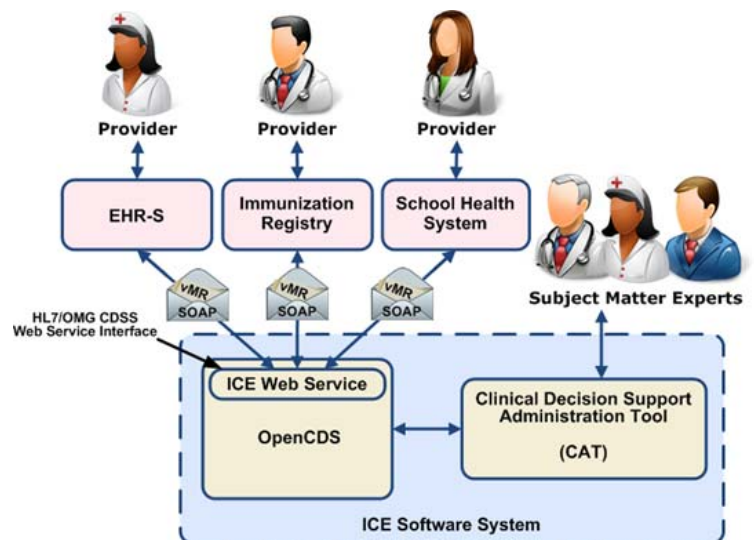 Provider
Provider
Provider
EHR-S
Immunization
Registry
School Health
System
vMR
SOAP
vMR
SOAP
vMR
SOAP
Subject Matter Experts
HL7/OMG CDSS
Web Service Interface
ICE Web Service
OpenCDS
Clinical Decision Support
Administration Tool
(CAT)
ICE Software System